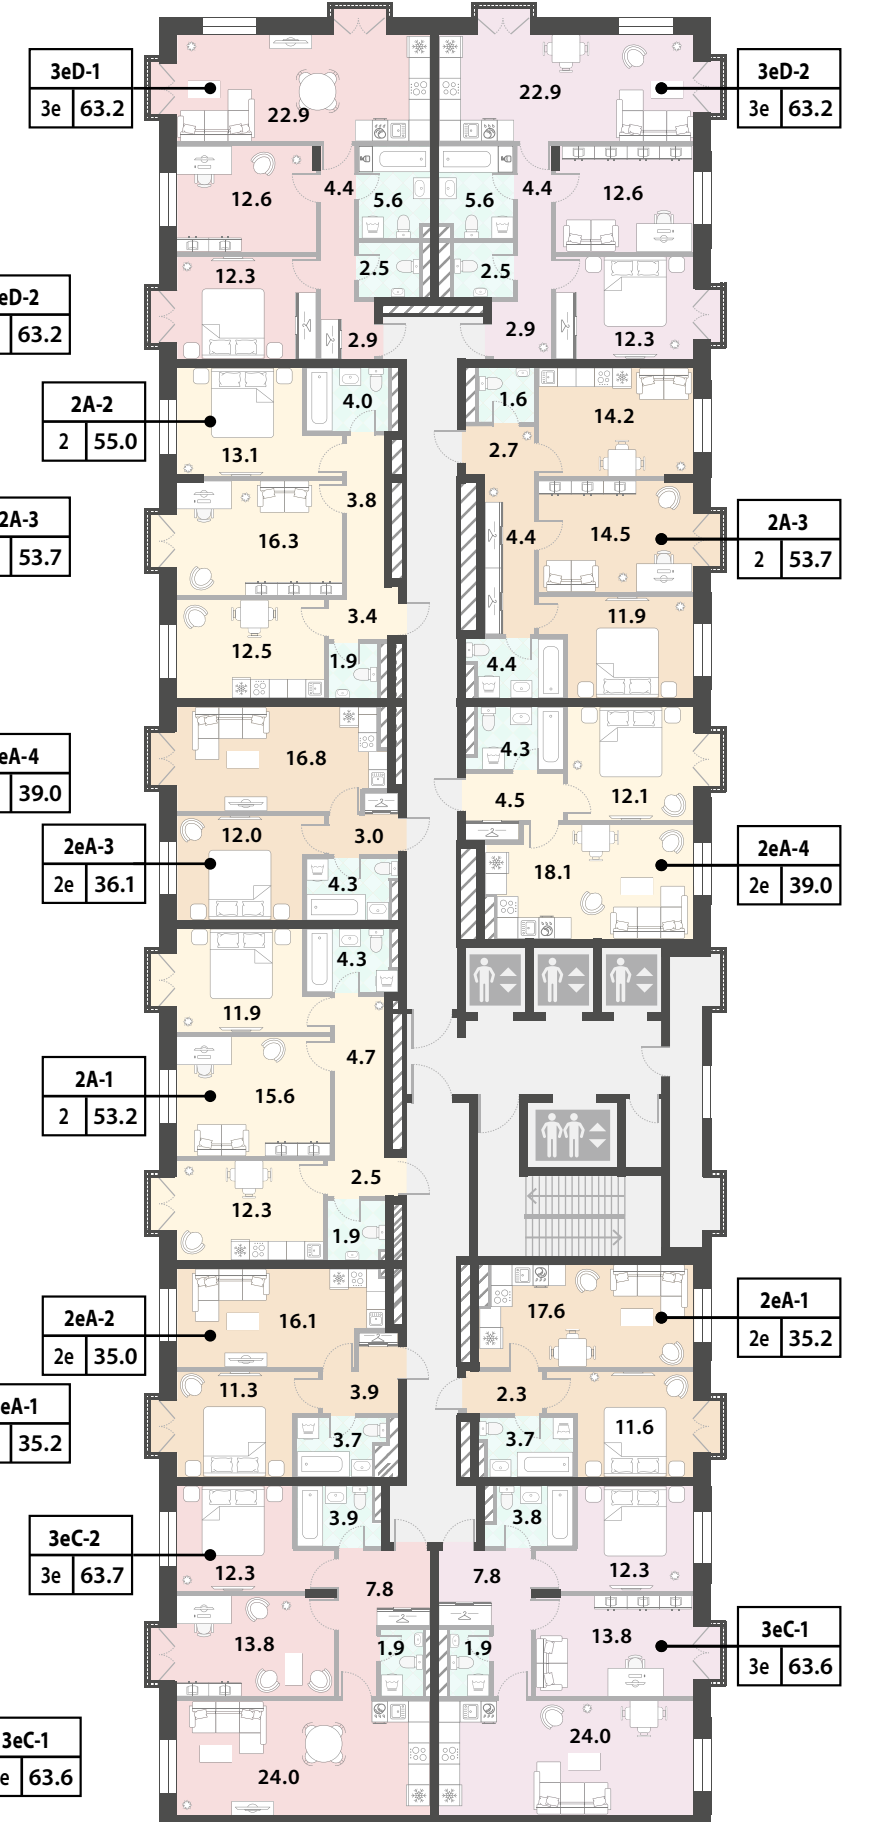 3eD-1
3e 63.2
3eD-2
3e 63.2
22.9
22.9
12.6
4.4
5.6
5.6
4.4
12.6
12.3
2.5
2.5
12.3
2.9
2.9
eD-2
63.2
2A-2
2 55.0
4.0
1.6
14.2
13.1
2.7
3.8
16.3
4.4
14.5
2A-3
53.7
2A-3
2 53.7
3.4
11.9
12.5
1.9
4.4
16.8
4.3
eA-4
39.0
12.1
4.5
12.0
3.0
2eA-3
2e 36.1
4.3
18.1
2eA-4
2e 39.0
4.3
11.9
4.7
2A-1
2 53.2
15.6
2.5
12.3
1.9
17.6
2eA-1
2e 35.2
16.1
2eA-2
2e 35.0
11.3
3.9
2.3
eA-1
35.2
3.7
3.7
11.6
3.9
3.8
3eC-2
3e 63.7
12.3
12.3
7.8
7.8
13.8
1.9
1.9
13.8
3eC-1
3e 63.6
24.0
3eC-1
e 63.6
24.0